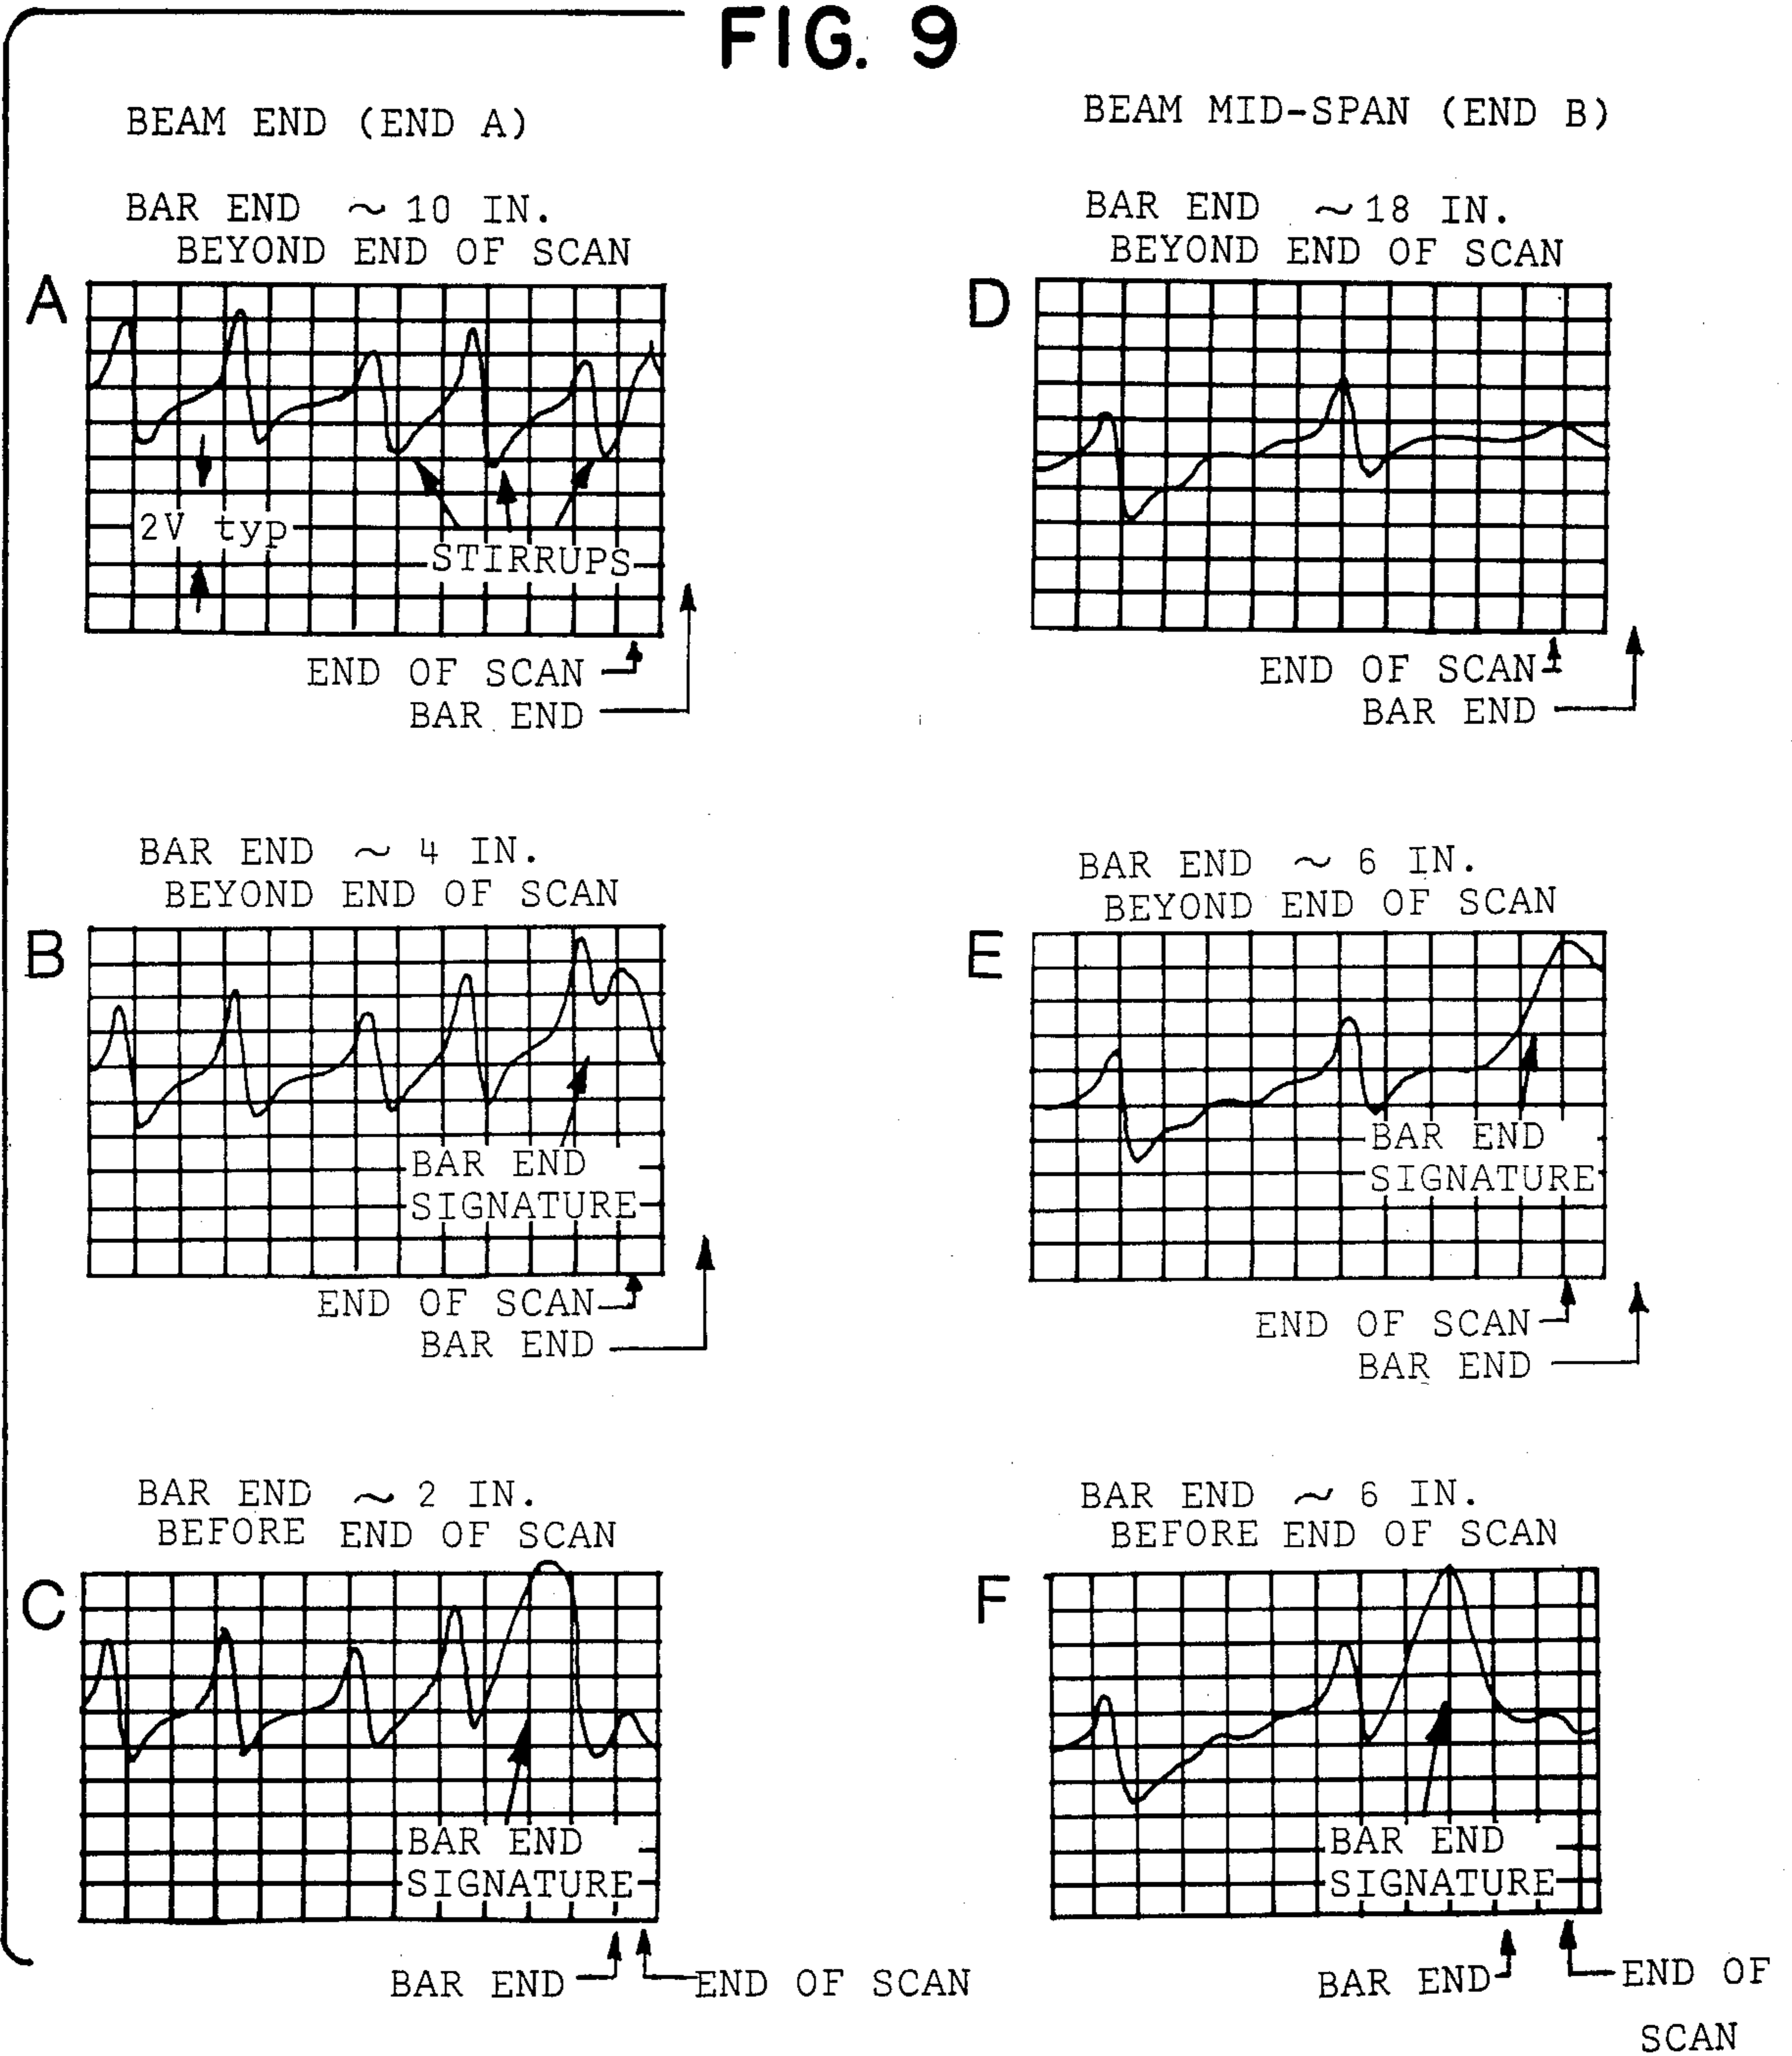 FIG. 9
BEAM END (END A)
BEAM MID-SPAN (END B)
BAR END ~ 10 IN.
BEYOND END OF SCAN
A
2V typ
STIRRUPS
END OF SCAN
BAR END
BAR END ~ 18 IN.
BEYOND END OF SCAN
D
END OF SCAN
BAR END
BAR END ~ 4 IN.
BEYOND END OF SCAN
B
BAR END
SIGNATURE
END OF SCAN
BAR END
BAR END ~ 6 IN.
BEYOND END OF SCAN
E
BAR END
SIGNATURE
END OF SCAN
BAR END
BAR END ~ 2 IN.
BEFORE END OF SCAN
C
BAR END
SIGNATURE
BAR END
END OF SCAN
BAR END ~ 6 IN.
BEFORE END OF SCAN
F
BAR END
SIGNATURE
BAR END
END OF
SCAN